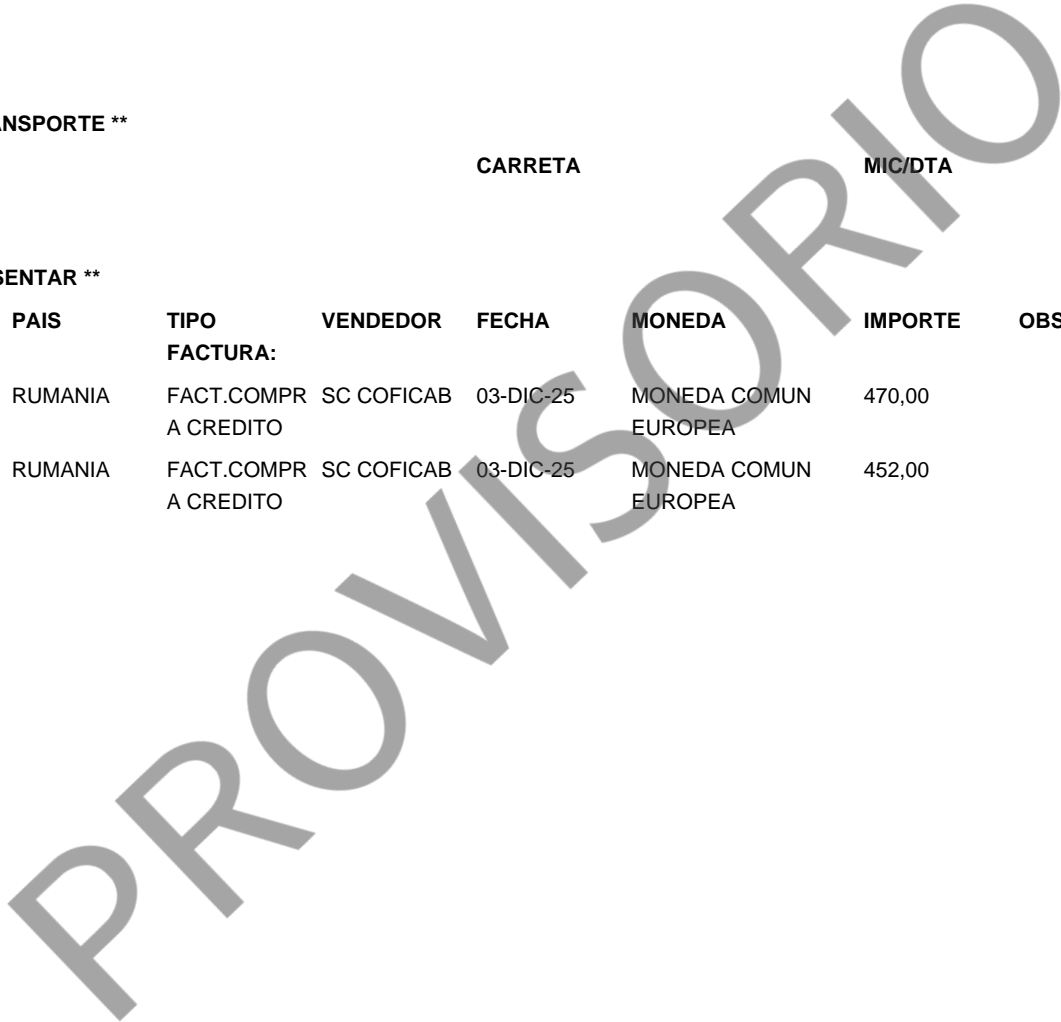 ANSPORTE **
CARRETA MIC/DTA
SENTAR **
PAIS TIPO VENDEDOR FECHA MONEDA IMPORTE OBS
FACTURA:
RUMANIA FACT.COMPR SC COFICAB 03-DIC-25 MONEDA COMUN 470,00
A CREDITO EUROPEA
RUMANIA FACT.COMPR SC COFICAB 03-DIC-25 MONEDA COMUN 452,00
A CREDITO EUROPEA
PROVISORIO